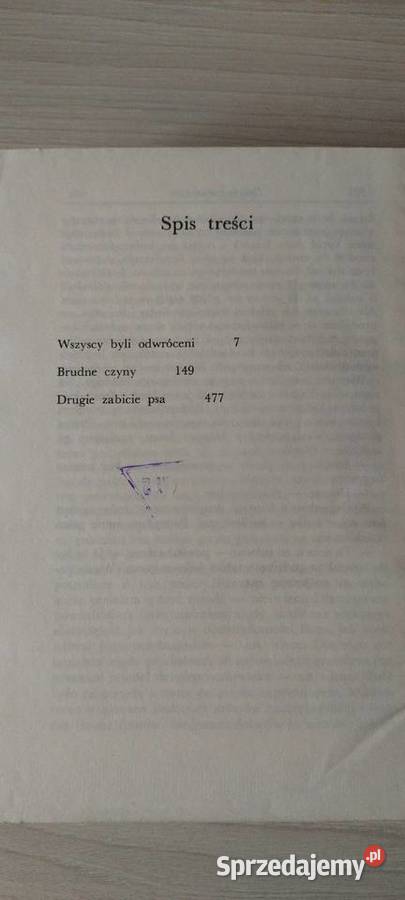 Spis treści
Wszyscy byli odwróceni 7
Brudne czyny 149
Drugie zabicie psa 477
Sprzedajemy.pl